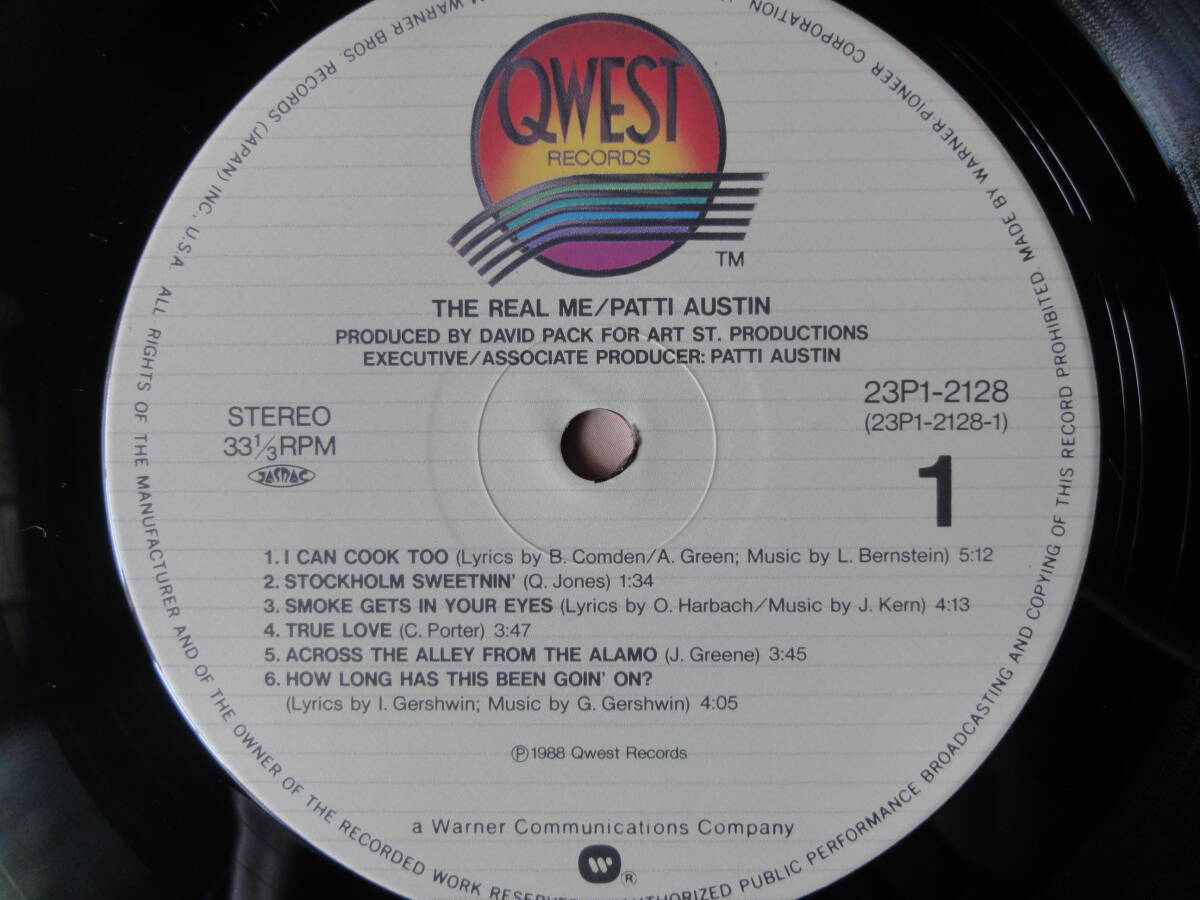 QWEST
RECORDS
TM
THE REAL ME/PATTI AUSTIN
PRODUCED BY DAVID PACK FOR ART ST. PRODUCTIONS
EXECUTIVE/ASSOCIATE PRODUCER: PATTI AUSTIN
STEREO
33⅓RPM
JASRAC
23P1-2128
(23P1-2128-1)
1
1. I CAN COOK TOO (Lyrics by B. Comden/A. Green; Music by L. Bernstein) 5:12
2. STOCKHOLM SWEETNIN' (Q. Jones) 1:34
3. SMOKE GETS IN YOUR EYES (Lyrics by O. Harbach/Music by J. Kern) 4:13
4. TRUE LOVE (C. Porter) 3:47
5. ACROSS THE ALLEY FROM THE ALAMO (J. Greene) 3:45
6. HOW LONG HAS THIS BEEN GOIN' ON?
(Lyrics by I. Gershwin; Music by G. Gershwin) 4:05
Ⓟ1988 Qwest Records
a Warner Communications Company
®
WARNER BROS. RECORDS (JAPAN) INC., U.S.A. ALL RIGHTS OF THE MANUFACTURER AND OF THE OWNER OF THE RECORDED WORK PUBLIC PERFORMANCE BROADCASTING AND COPYING OF THIS RECORD PROHIBITED. MADE BY WARNER-PIONEER CORPORATION